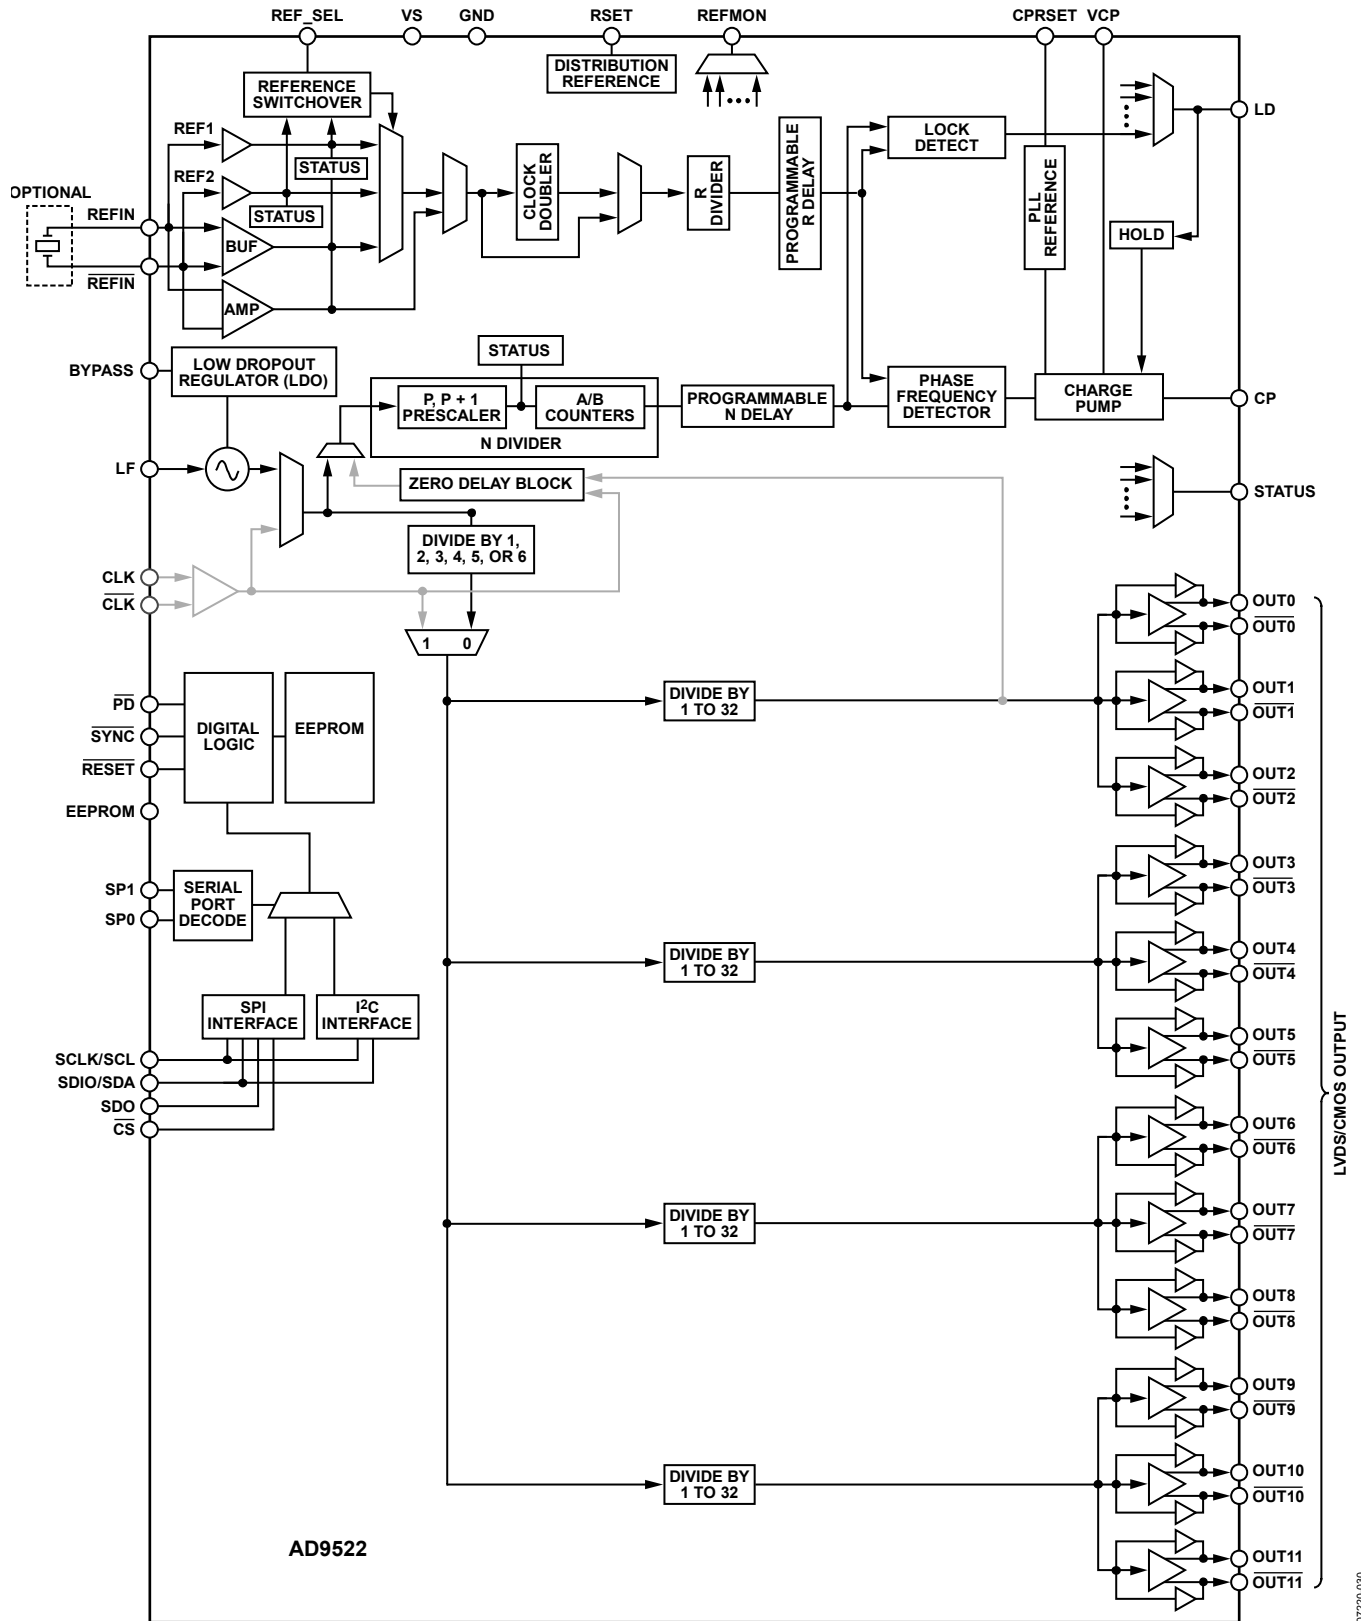 REF_SEL
VS
GND
RSET
REFMON
CPRSET
VCP
REFERENCE
SWITCHOVER
DISTRIBUTION
REFERENCE
REF1
STATUS
REF2
STATUS
OPTIONAL
REFIN
BUF
REFIN
AMP
CLOCK
DOUBLER
R
DIVIDER
PROGRAMMABLE
R DELAY
LOCK
DETECT
LD
PLL
REFERENCE
HOLD
BYPASS
LOW DROPOUT
REGULATOR (LDO)
STATUS
P, P + 1
PRESCALER
A/B
COUNTERS
N DIVIDER
PROGRAMMABLE
N DELAY
PHASE
FREQUENCY
DETECTOR
CHARGE
PUMP
CP
LF
ZERO DELAY BLOCK
STATUS
DIVIDE BY 1,
2, 3, 4, 5, OR 6
CLK
CLK
1 0
OUT0
OUT0
PD
SYNC
RESET
DIGITAL
LOGIC
EEPROM
EEPROM
DIVIDE BY
1 TO 32
OUT1
OUT1
OUT2
OUT2
SP1
SP0
SERIAL
PORT
DECODE
OUT3
OUT3
DIVIDE BY
1 TO 32
OUT4
OUT4
SPI
INTERFACE
I2C
INTERFACE
OUT5
OUT5
SCLK/SCL
SDIO/SDA
SDO
CS
LVDS/CMOS OUTPUT
OUT6
OUT6
DIVIDE BY
1 TO 32
OUT7
OUT7
OUT8
OUT8
OUT9
OUT9
DIVIDE BY
1 TO 32
OUT10
OUT10
AD9522
OUT11
OUT11